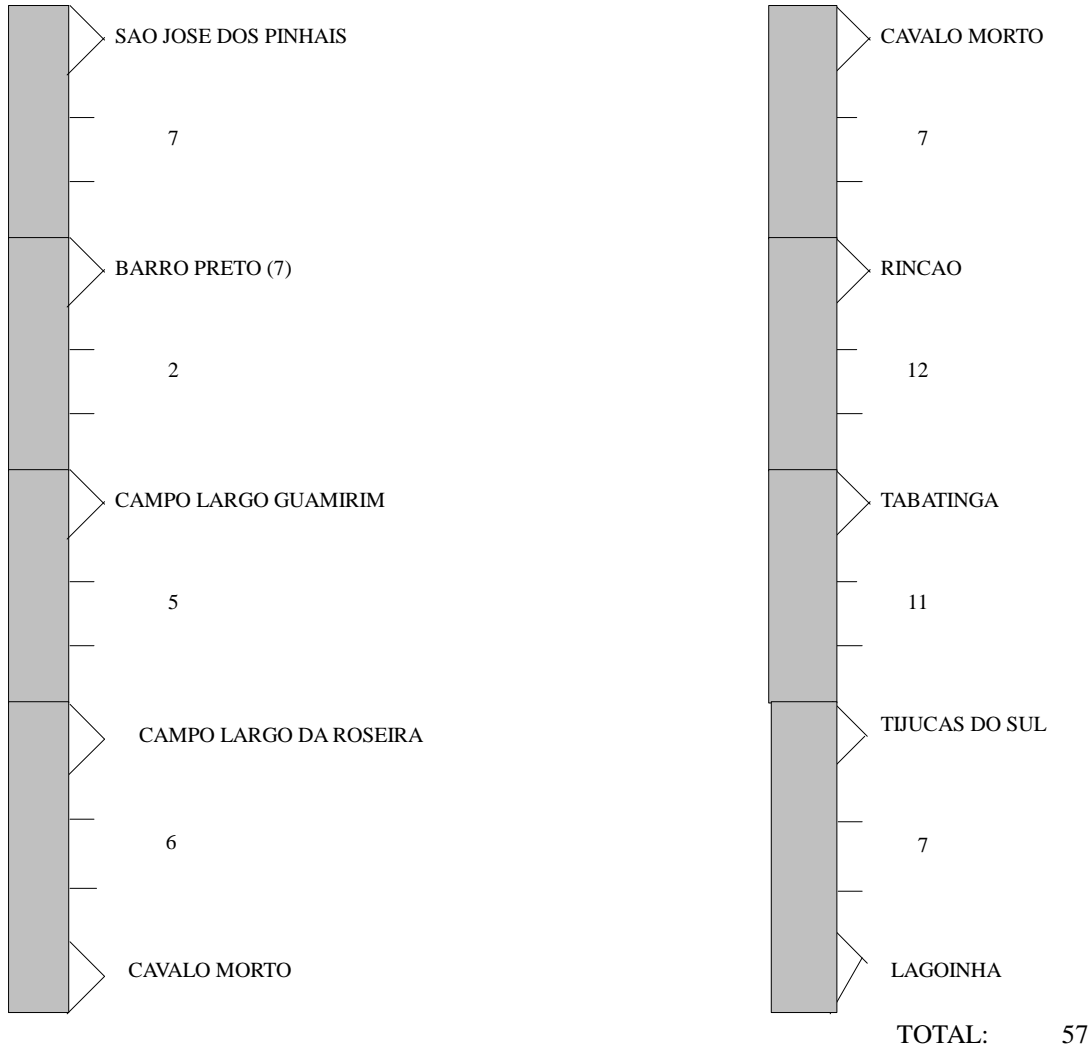 SAO JOSE DOS PINHAIS
7
BARRO PRETO (7)
2
CAMPO LARGO GUAMIRIM
5
CAMPO LARGO DA ROSEIRA
6
CAVALO MORTO
CAVALO MORTO
7
RINCAO
12
TABATINGA
11
TIJUCAS DO SUL
7
LAGOINHA
TOTAL: 57